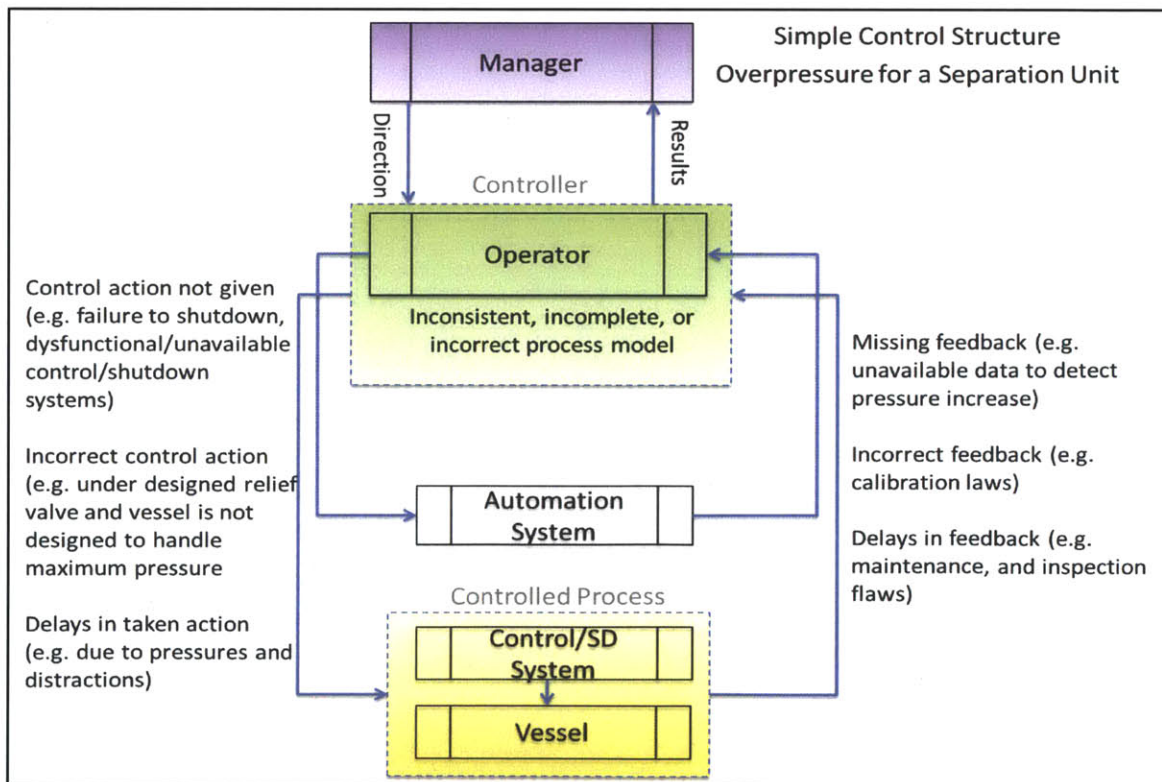 Simple Control Structure
Overpressure for a Separation Unit
Manager
Direction
Results
Controller
Operator
Inconsistent, incomplete, or
incorrect process model
Control action not given
(e.g. failure to shutdown,
dysfunctional/unavailable
control/shutdown
systems)
Incorrect control action
(e.g. under designed relief
valve and vessel is not
designed to handle
maximum pressure
Delays in taken action
(e.g. due to pressures and
distractions)
Missing feedback (e.g.
unavailable data to detect
pressure increase)
Incorrect feedback (e.g.
calibration laws)
Delays in feedback (e.g.
maintenance, and inspection
flaws)
Automation
System
Controlled Process
Control/SD
System
Vessel